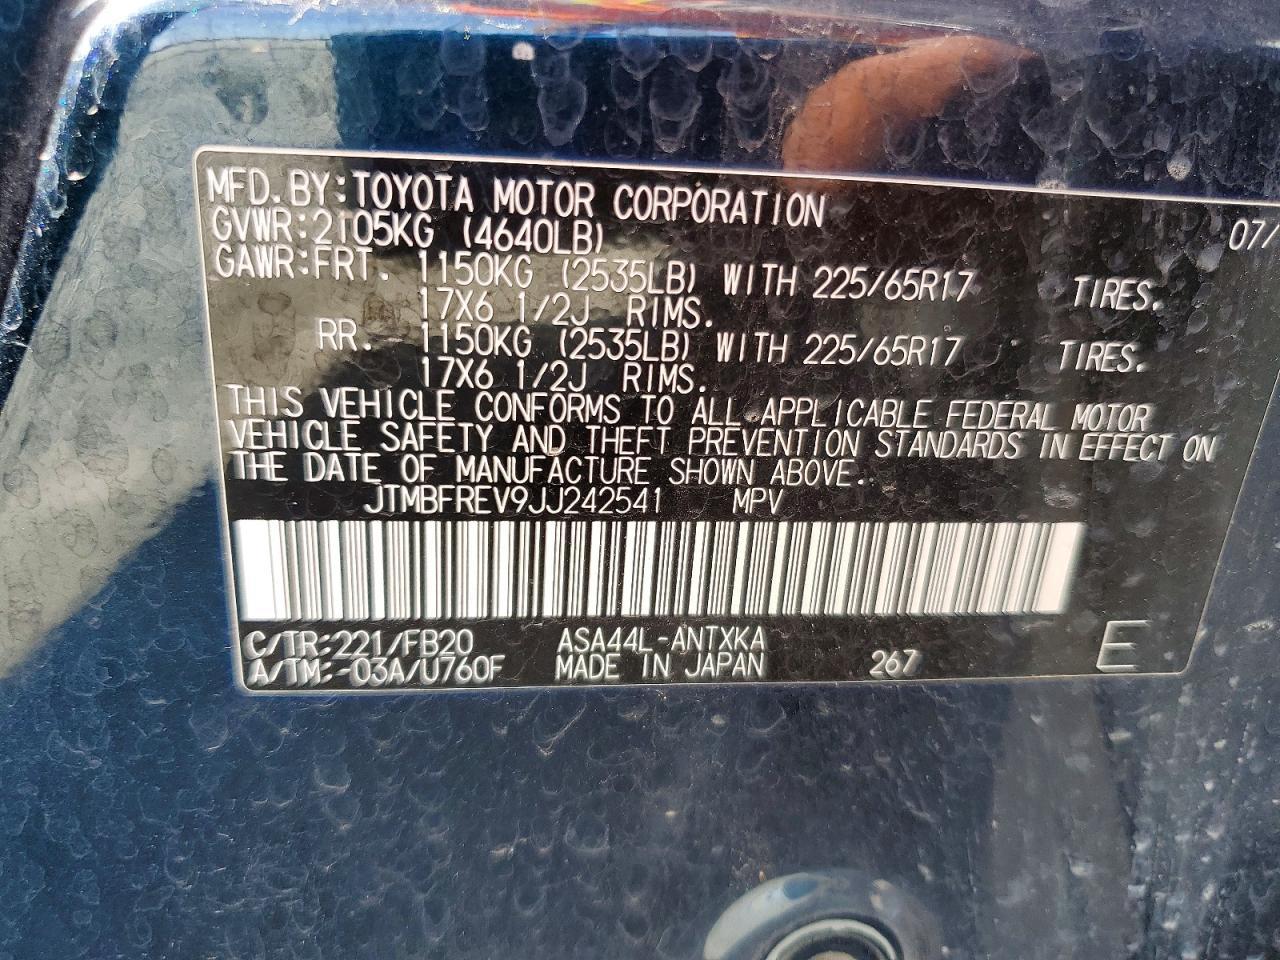 MFD. BY: TOYOTA MOTOR CORPORATION 07/
GVWR: 2105KG (4640LB)
GAWR: FRT. 1150KG (2535LB) WITH 225/65R17 TIRES.
17X6 1/2J RIMS.
RR. 1150KG (2535LB) WITH 225/65R17 TIRES.
17X6 1/2J RIMS.
THIS VEHICLE CONFORMS TO ALL APPLICABLE FEDERAL MOTOR
VEHICLE SAFETY AND THEFT PREVENTION STANDARDS IN EFFECT ON
THE DATE OF MANUFACTURE SHOWN ABOVE.
JTMBFREV9JJ242541 MPV
C/TR: 221/FB20 ASA44L-ANTXKA
A/TM: -03A/U760F MADE IN JAPAN 267 E